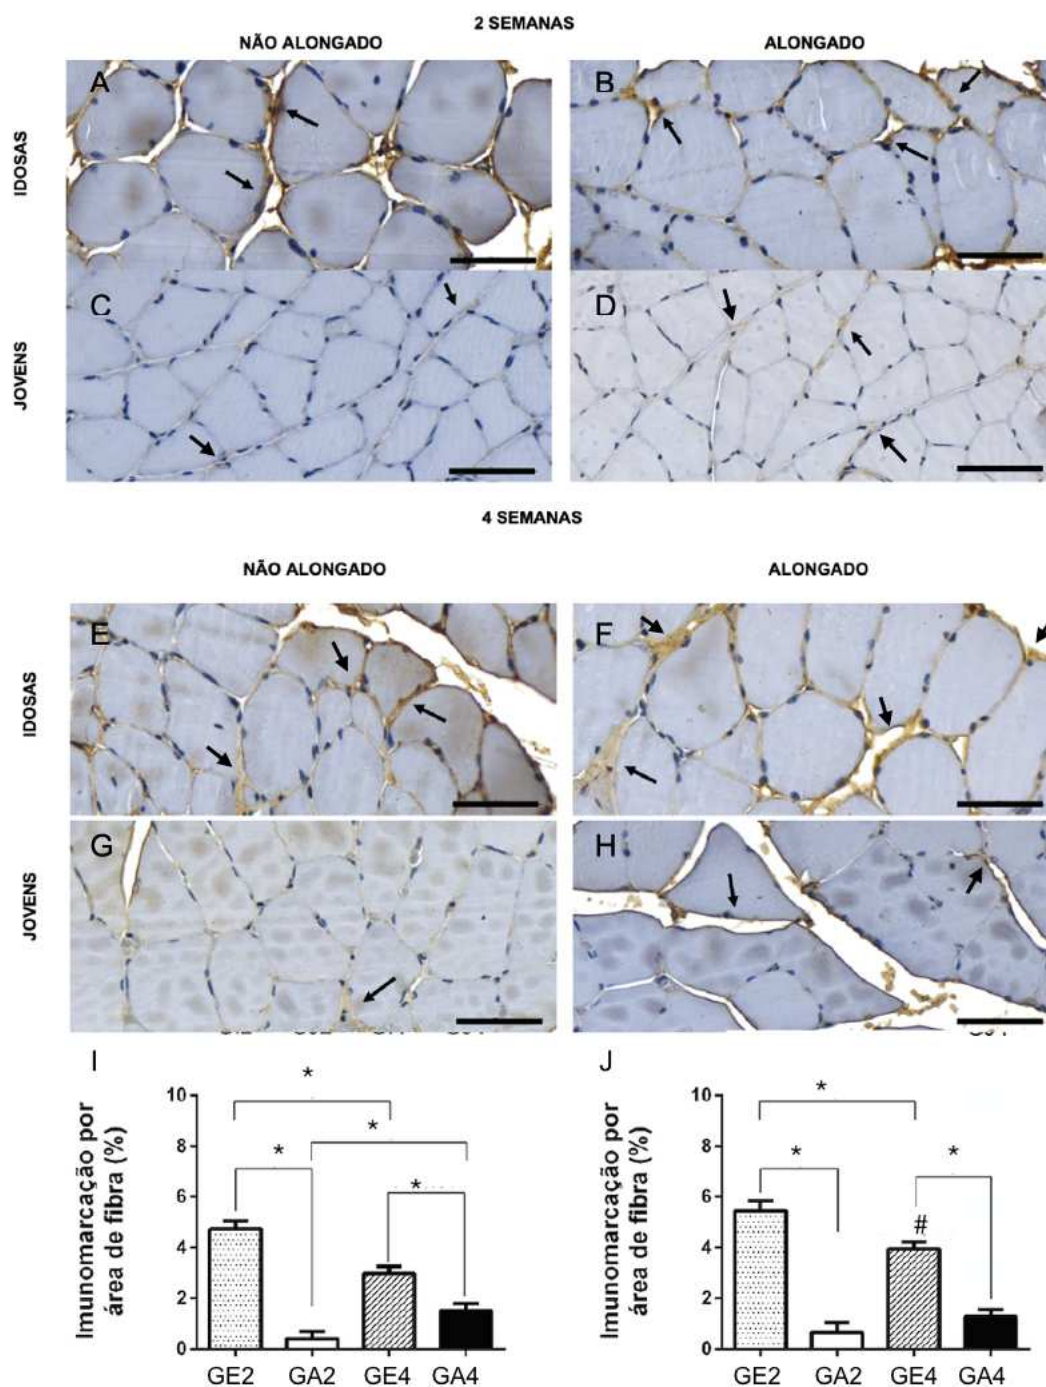 2 SEMANAS
NÃO ALONGADO
ALONGADO
IDOSAS
A
B
JOVENS
C
D
4 SEMANAS
NÃO ALONGADO
ALONGADO
IDOSAS
E
F
JOVENS
G
H
I
Imunomarcação por
área de fibra (%)
10
8
6
4
2
0
*
*
*
*
GE2
GA2
GE4
GA4
J
Imunomarcação por
área de fibra (%)
10
8
6
4
2
0
*
*
*
#
GE2
GA2
GE4
GA4